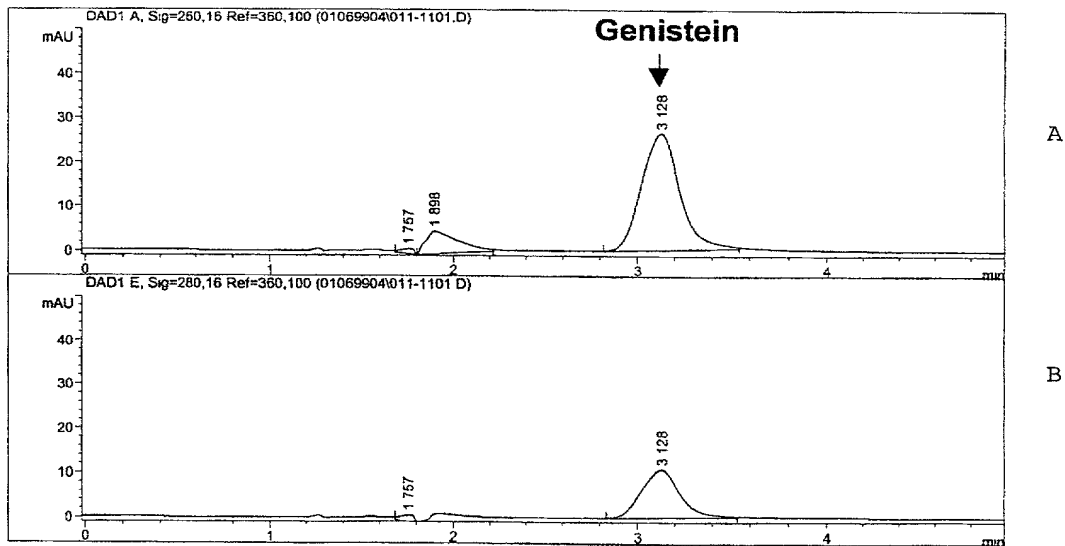 DAD1 A, Sig=260,16 Ref=360,100 (01069904\011-1101.D)
Genistein
mAU
40
30
20
10
0
1 757
1 898
3 128
A
0 1 2 3 4 min
DAD1 E, Sig=280,16 Ref=360,100 (01069904\011-1101 D)
mAU
40
30
20
10
0
1 757
3 128
B
0 1 2 3 4 min